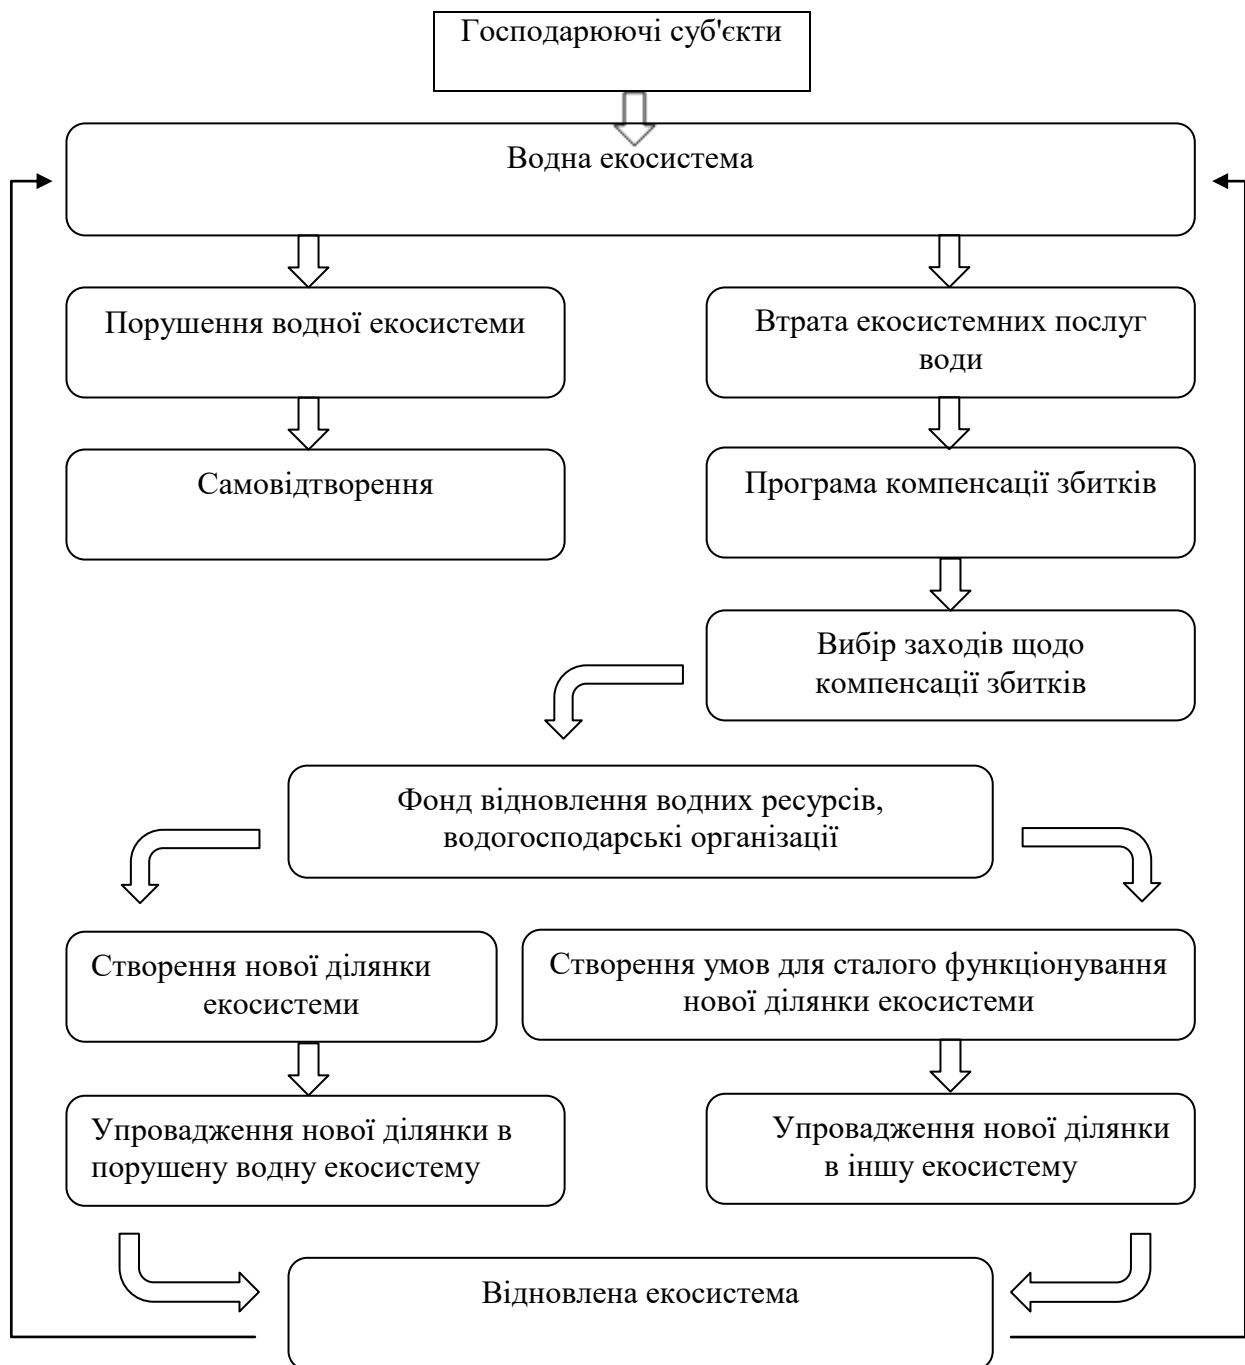 Господарюючі суб'єкти
Водна екосистема
Порушення водної екосистеми
Втрата екосистемних послуг
води
Самовідтворення
Програма компенсації збитків
Вибір заходів щодо
компенсації збитків
Фонд відновлення водних ресурсів,
водогосподарські організації
Створення нової ділянки
екосистеми
Створення умов для сталого функціонування
нової ділянки екосистеми
Упровадження нової ділянки в
порушену водну екосистему
Упровадження нової ділянки
в іншу екосистему
Відновлена екосистема